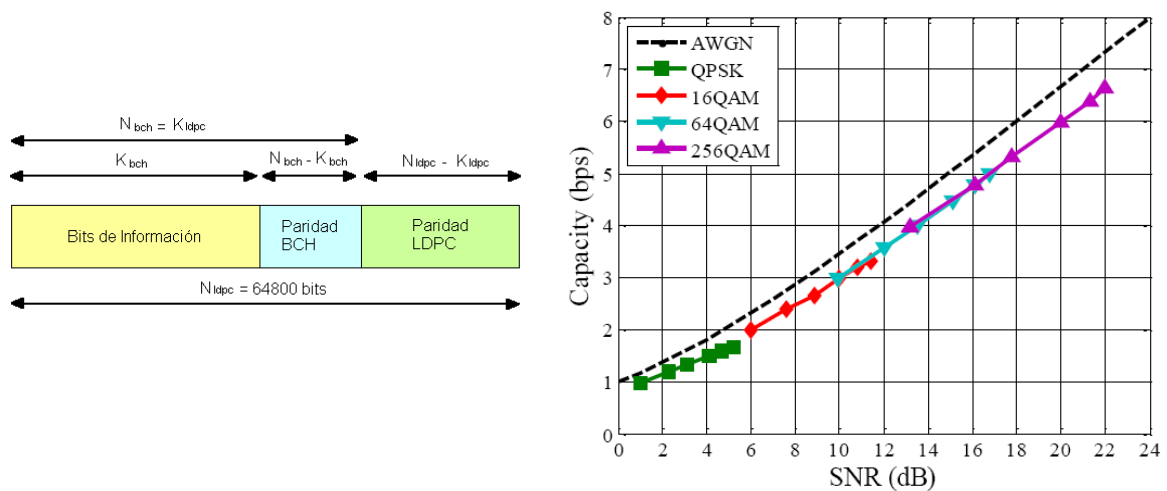 N bch = K ldpc
K bch
N bch - K bch
N ldpc - K ldpc
Bits de Información
Paridad
BCH
Paridad
LDPC
N ldpc = 64800 bits
8
7
6
5
4
3
2
1
0
Capacity (bps)
AWGN
QPSK
16QAM
64QAM
256QAM
0 2 4 6 8 10 12 14 16 18 20 22 24
SNR (dB)